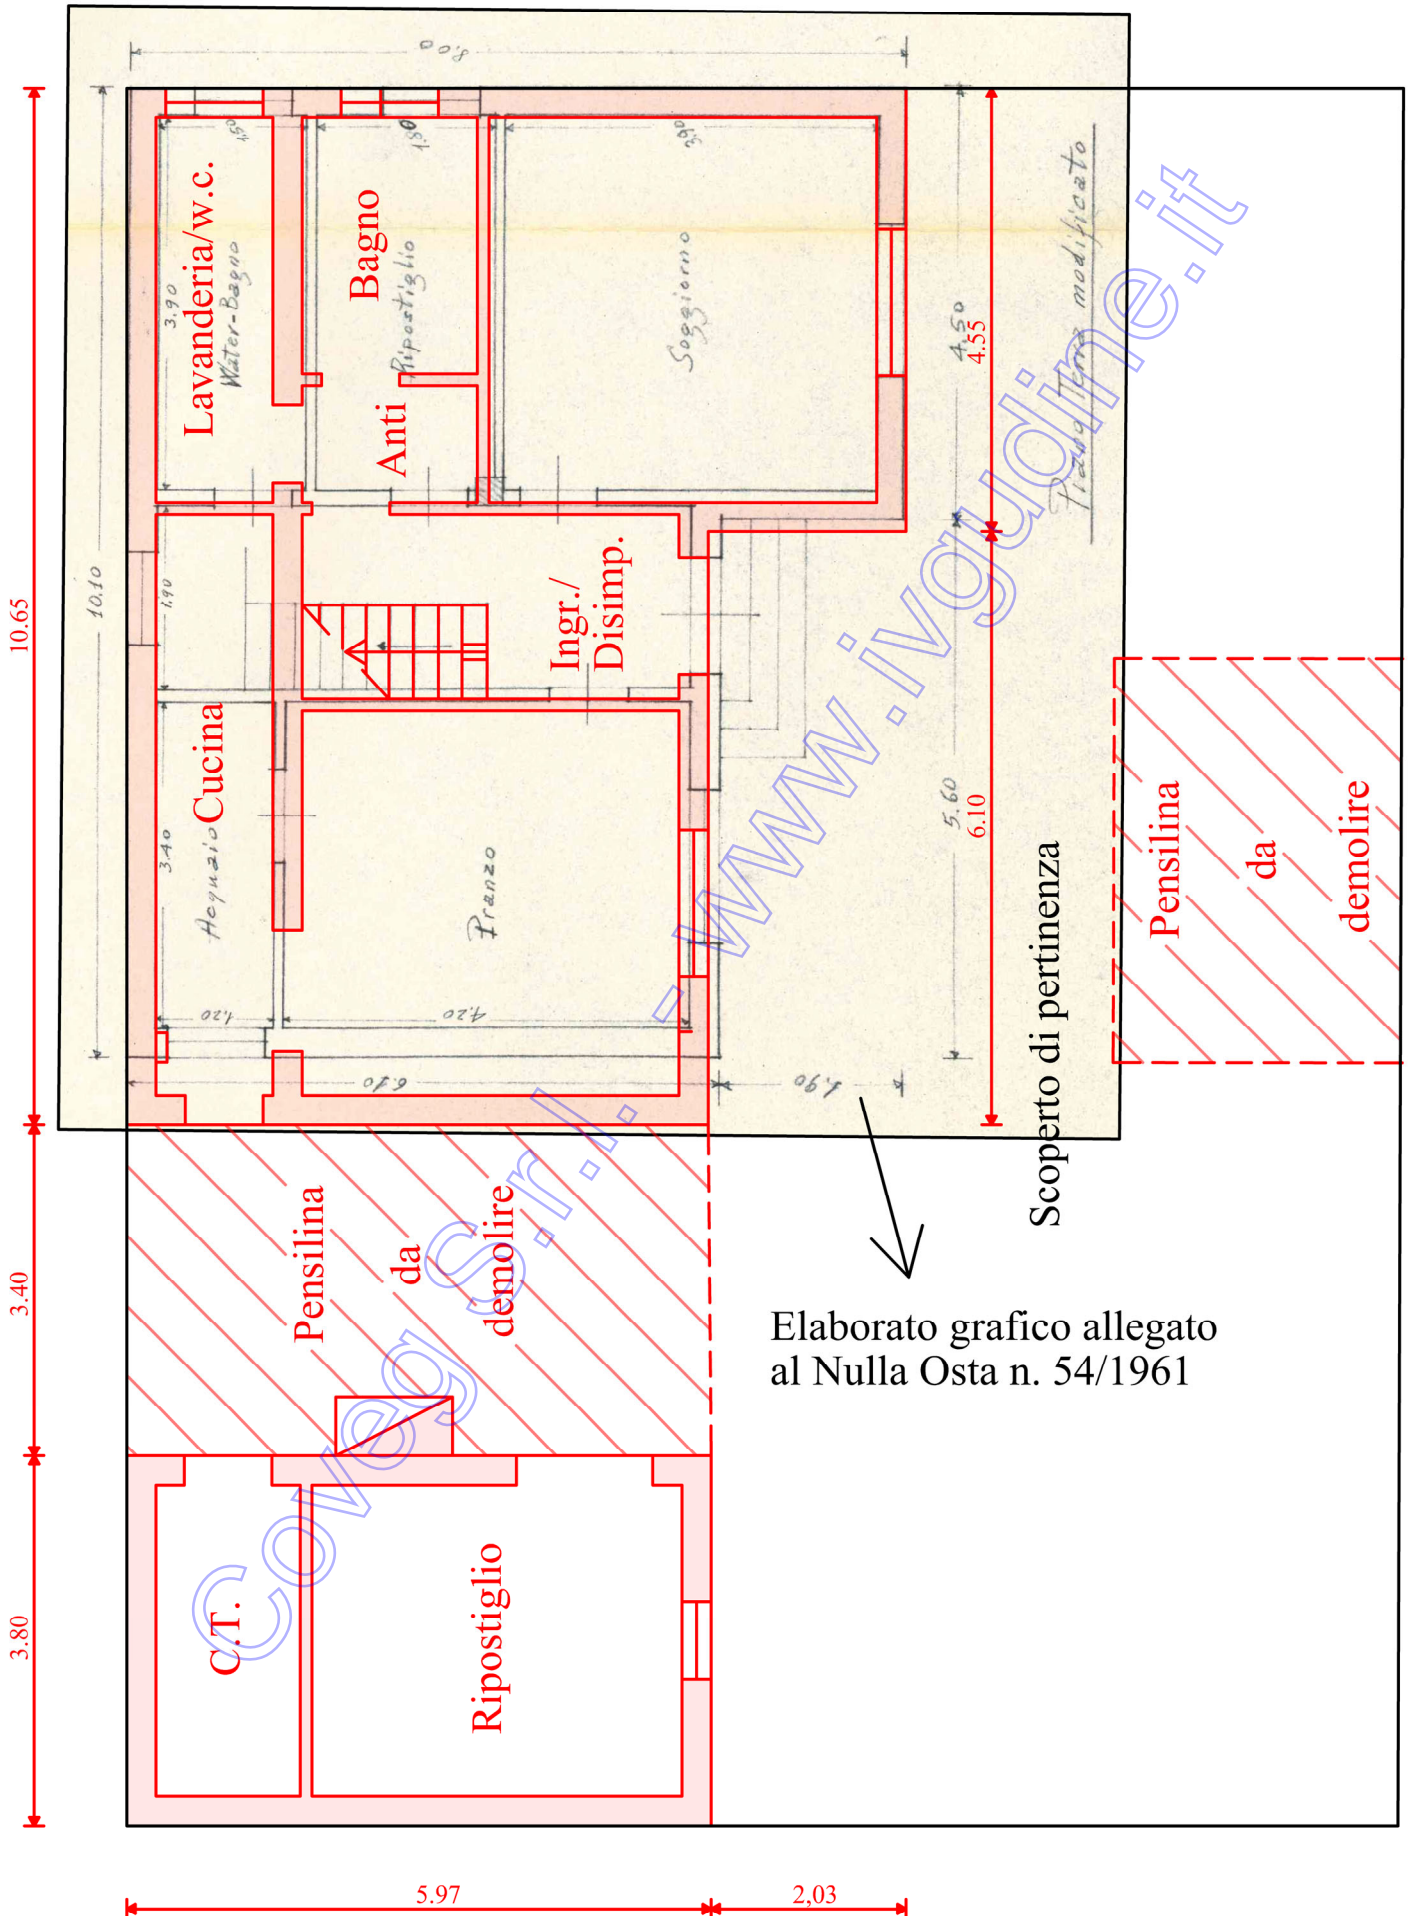 8.00
10.65
10.10
1,50
1.80
3,90
Lavanderia/w.c.
Water-Bagno
3.90
Bagno
Ripostiglio
Soggiorno
Anti
4.50
4.55
Piano Terra modificato
1,90
Ingr./
Disimp.
Cucina
Acquaio
3.40
Pranzo
5.60
6.10
1.20
4.20
6.10
1.90
Scoperto di pertinenza
Pensilina
da
demolire
3.40
Pensilina
da
demolire
Elaborato grafico allegato
al Nulla Osta n. 54/1961
3.80
C.T.
Ripostiglio
5.97
2,03
Coveg S.r.l. - www.ivgudine.it